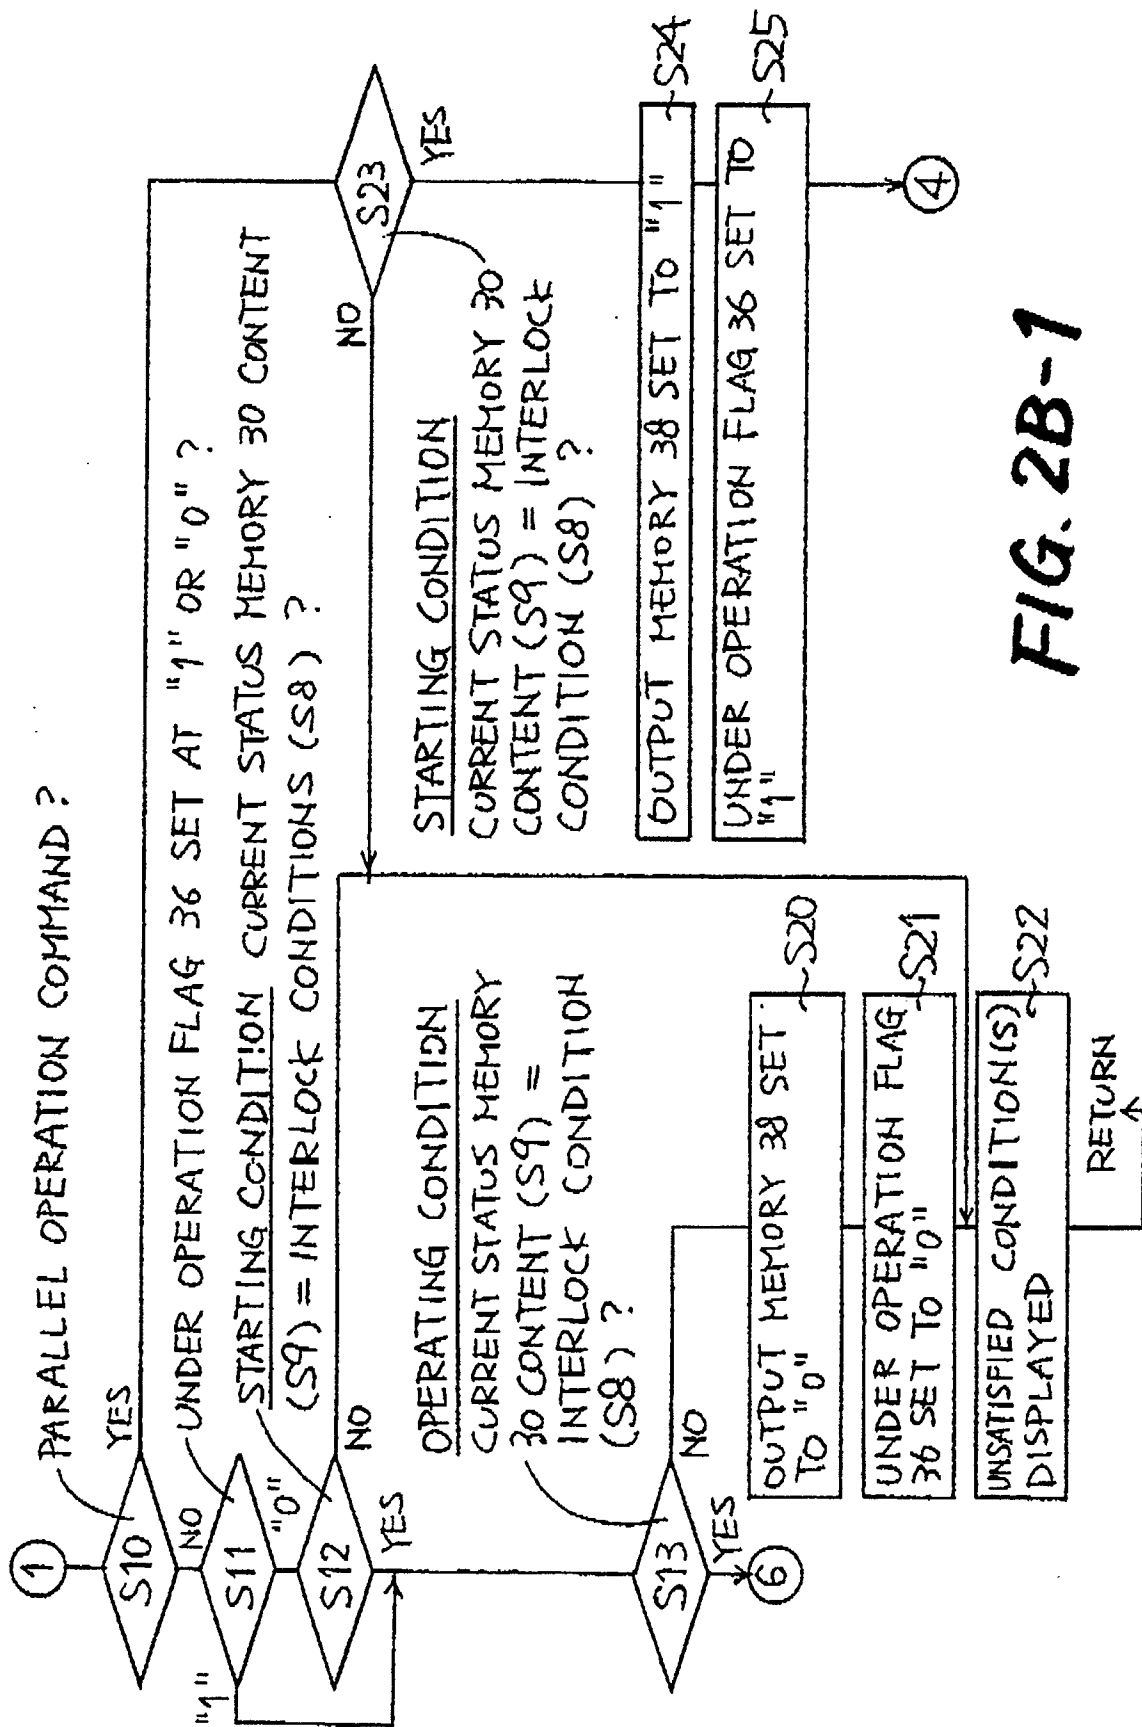 1
PARALLEL OPERATION COMMAND ?
S10
YES
NO
UNDER OPERATION FLAG 36 SET AT "1" OR "0" ?
S11
"1"
"0"
STARTING CONDITION CURRENT STATUS MEMORY 30 CONTENT
(S9) = INTERLOCK CONDITIONS (S8) ?
S12
NO
YES
S23
NO
YES
STARTING CONDITION
CURRENT STATUS MEMORY 30
CONTENT (S9) = INTERLOCK
CONDITION (S8) ?
OPERATING CONDITION
CURRENT STATUS MEMORY
30 CONTENT (S9) =
INTERLOCK CONDITION
(S8) ?
S13
NO
YES
6
OUTPUT MEMORY 38 SET
TO "0"
S20
UNDER OPERATION FLAG
36 SET TO "0"
S21
UNSATISFIED CONDITION(S)
DISPLAYED
S22
RETURN
OUTPUT MEMORY 38 SET TO "1"
S24
UNDER OPERATION FLAG 36 SET TO
"1"
S25
4
FIG. 2B-1